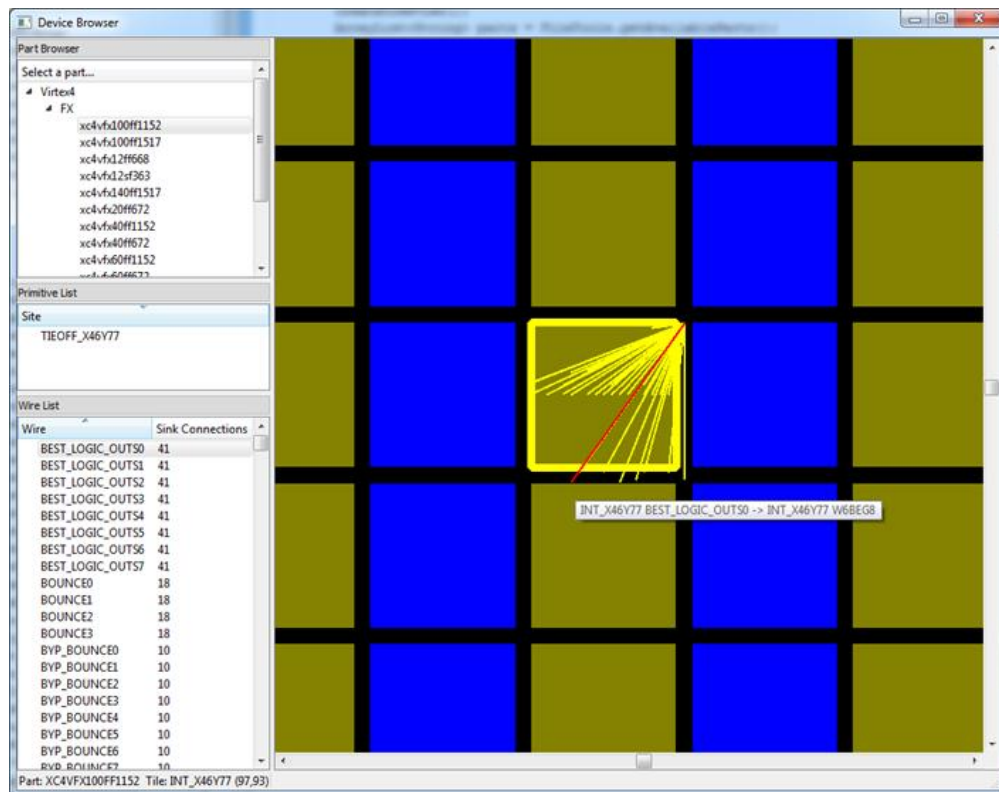 Device Browser
Part Browser
Select a part...
Virtex4
FX
xc4vfx100ff1152
xc4vfx100ff1517
xc4vfx12ff668
xc4vfx12sf363
xc4vfx140ff1517
xc4vfx20ff672
xc4vfx40ff1152
xc4vfx40ff672
xc4vfx60ff1152
xc4vfx60ff672
Primitive List
Site
TIEOFF_X46Y77
Wire List
Wire Sink Connections
BEST_LOGIC_OUTS0 41
BEST_LOGIC_OUTS1 41
BEST_LOGIC_OUTS2 41
BEST_LOGIC_OUTS3 41
BEST_LOGIC_OUTS4 41
BEST_LOGIC_OUTS5 41
BEST_LOGIC_OUTS6 41
BEST_LOGIC_OUTS7 41
BOUNCE0 18
BOUNCE1 18
BOUNCE2 18
BOUNCE3 18
BYP_BOUNCE0 10
BYP_BOUNCE1 10
BYP_BOUNCE2 10
BYP_BOUNCE3 10
BYP_BOUNCE4 10
BYP_BOUNCE5 10
BYP_BOUNCE6 10
BYP_BOUNCE7 10
INT_X46Y77 BEST_LOGIC_OUTS0 -> INT_X46Y77 W6BEG8
Part: XC4VFX100FF1152 Tile: INT_X46Y77 (97,93)